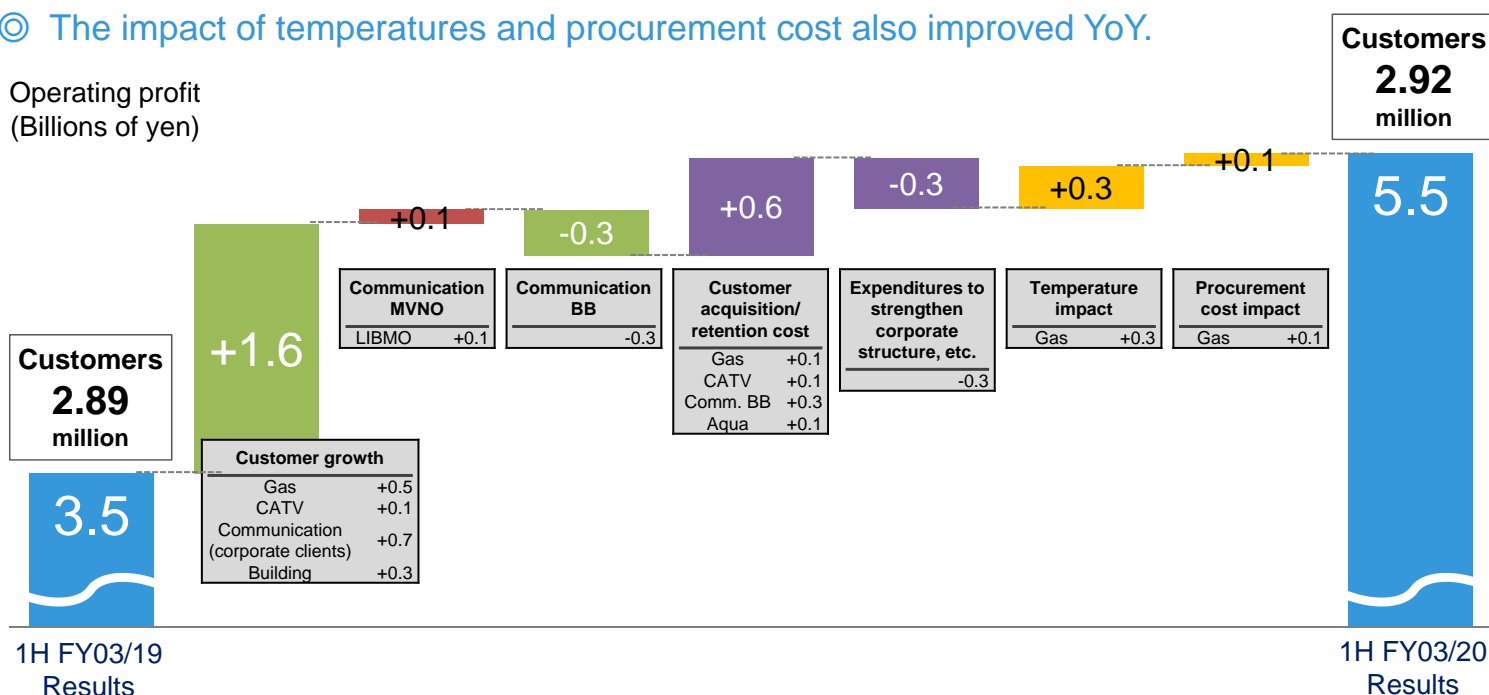 ◎ The impact of temperatures and procurement cost also improved YoY.
Operating profit
(Billions of yen)
Customers
2.89
million
3.5
1H FY03/19
Results
+1.6
Customer growth
Gas +0.5
CATV +0.1
Communication
(corporate clients) +0.7
Building +0.3
+0.1
Communication
MVNO
LIBMO +0.1
-0.3
Communication
BB
-0.3
+0.6
Customer
acquisition/
retention cost
Gas +0.1
CATV +0.1
Comm. BB +0.3
Aqua +0.1
-0.3
Expenditures to
strengthen
corporate
structure, etc.
-0.3
+0.3
Temperature
impact
Gas +0.3
+0.1
Procurement
cost impact
Gas +0.1
Customers
2.92
million
5.5
1H FY03/20
Results